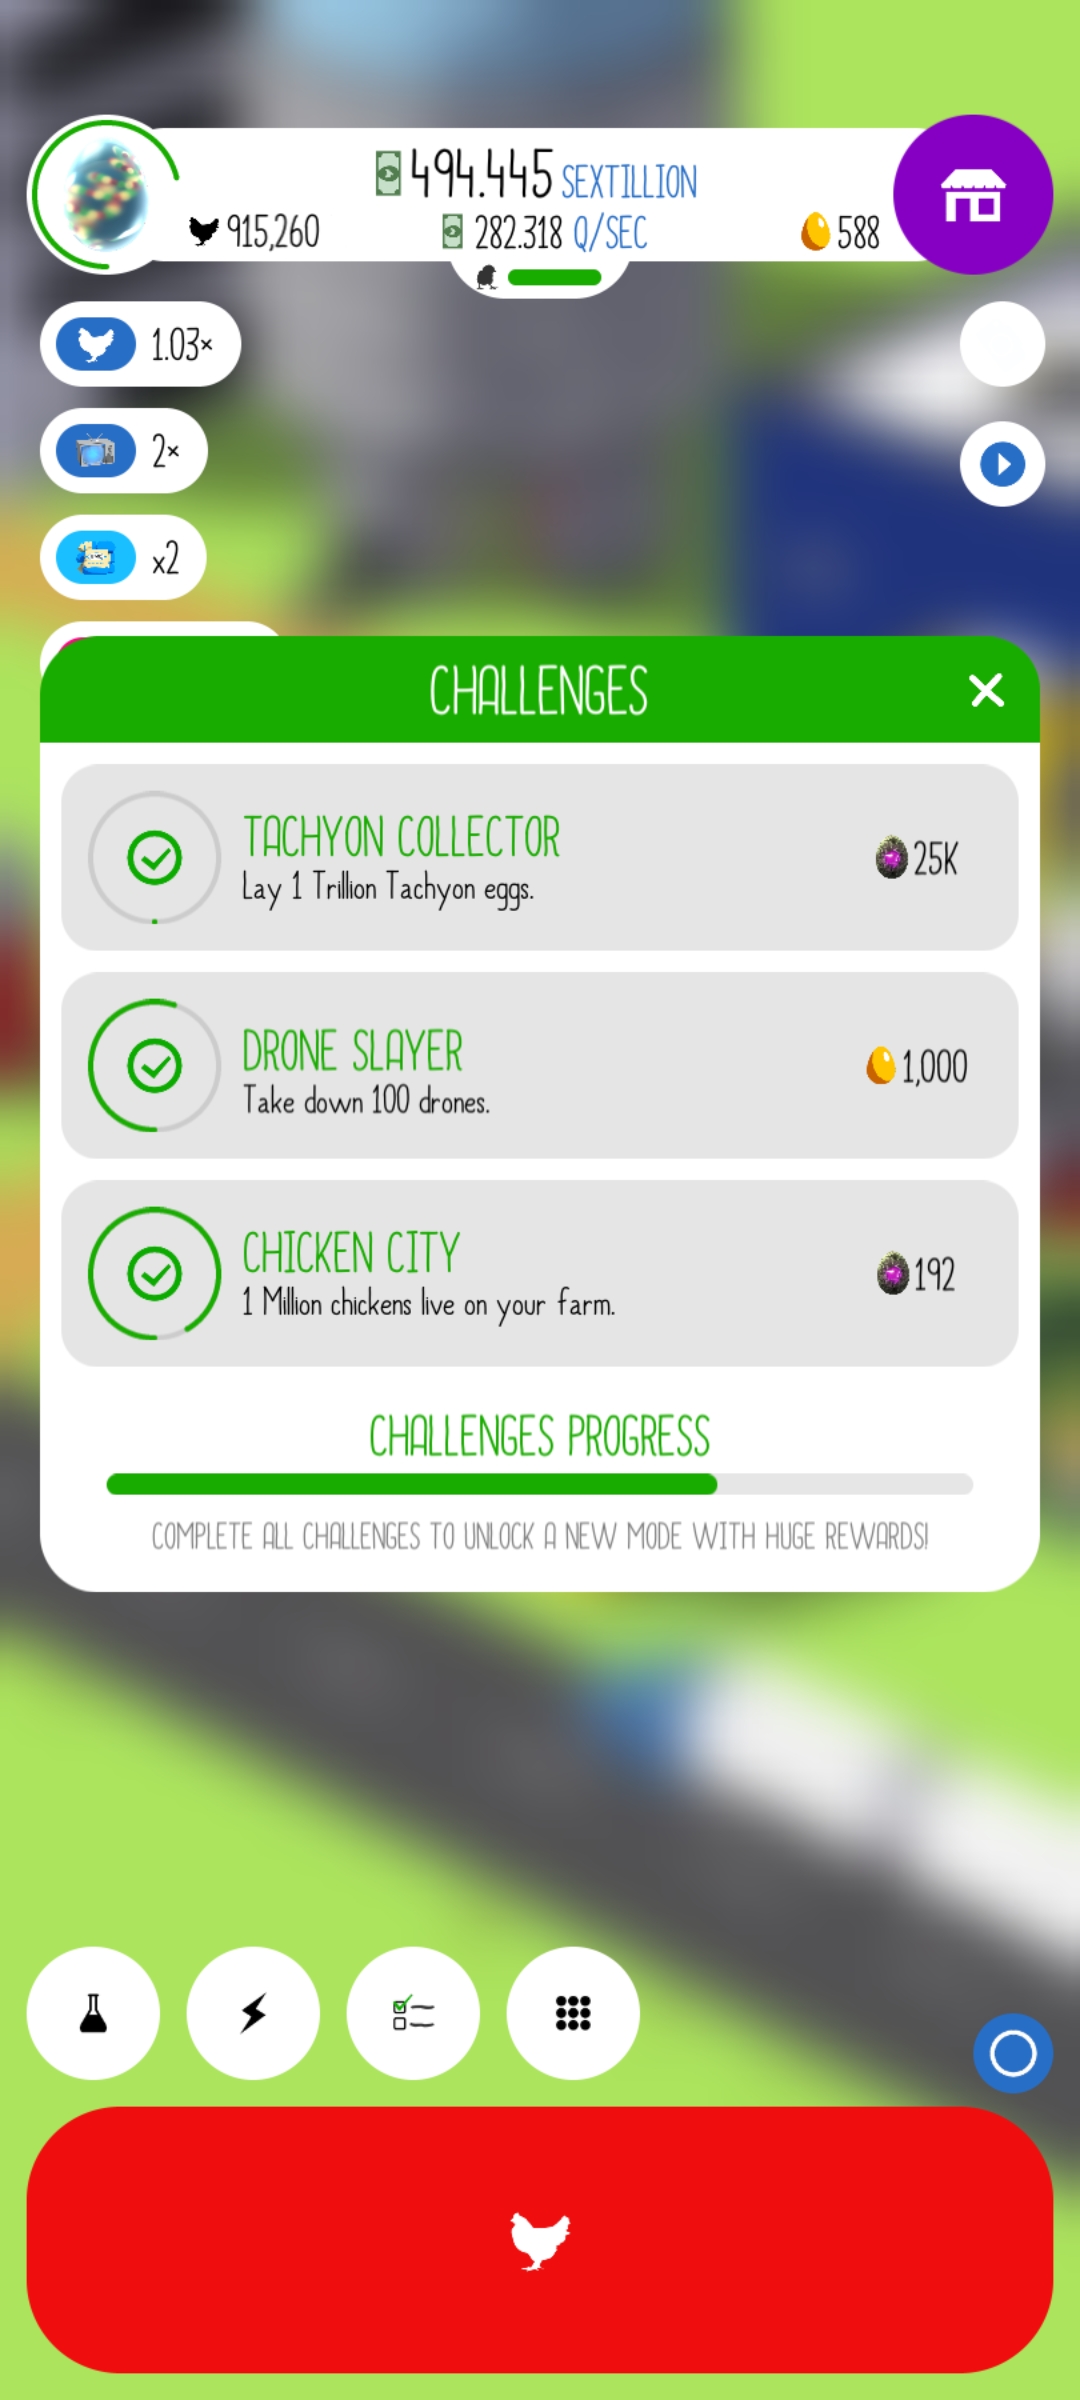 494.445 SEXTILLION
915,260
282.318 Q/SEC
588
1.03×
2×
x2
CHALLENGES
TACHYON COLLECTOR
Lay 1 Trillion Tachyon eggs.
25K
DRONE SLAYER
Take down 100 drones.
1,000
CHICKEN CITY
1 Million chickens live on your farm.
192
CHALLENGES PROGRESS
COMPLETE ALL CHALLENGES TO UNLOCK A NEW MODE WITH HUGE REWARDS!